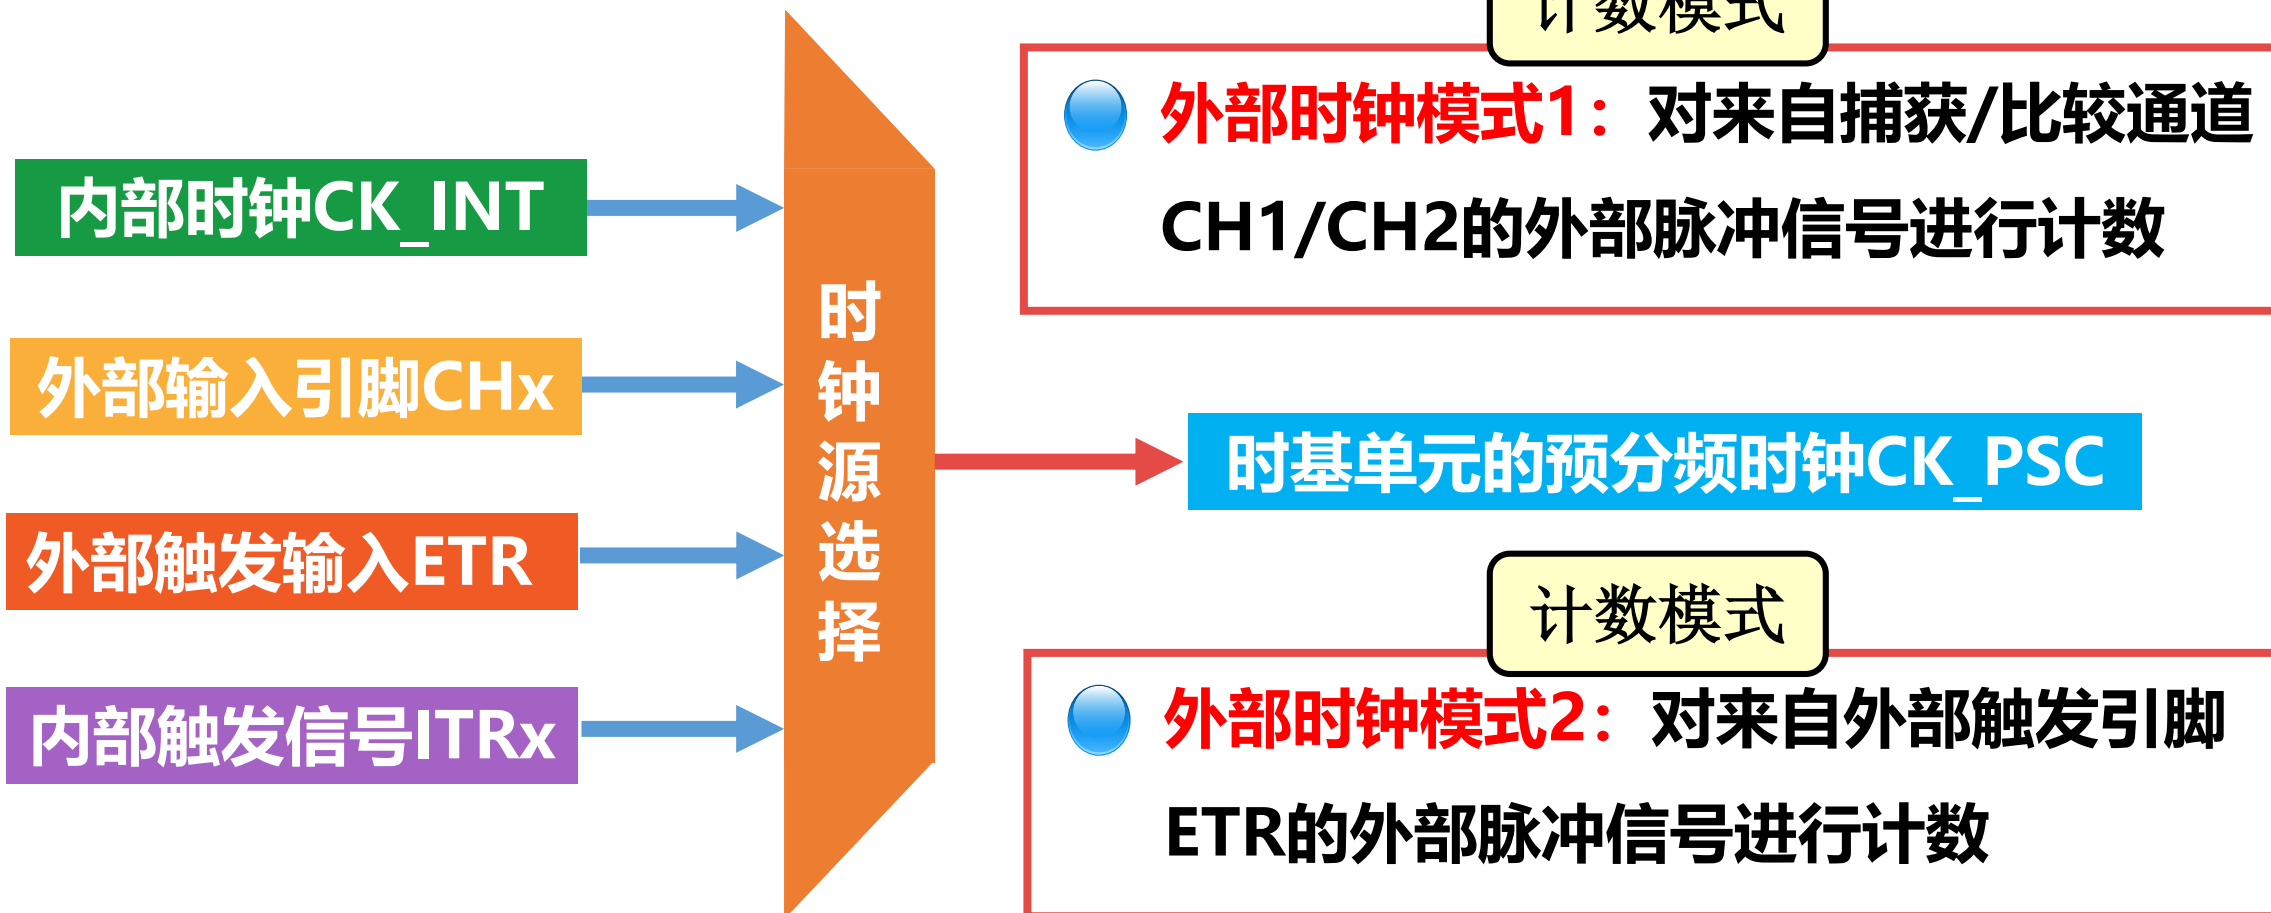 计数模式
外部时钟模式1：对来自捕获/比较通道
CH1/CH2的外部脉冲信号进行计数
内部时钟CK_INT
外部输入引脚CHx
外部触发输入ETR
内部触发信号ITRx
时
钟
源
选
择
时基单元的预分频时钟CK_PSC
计数模式
外部时钟模式2：对来自外部触发引脚
ETR的外部脉冲信号进行计数